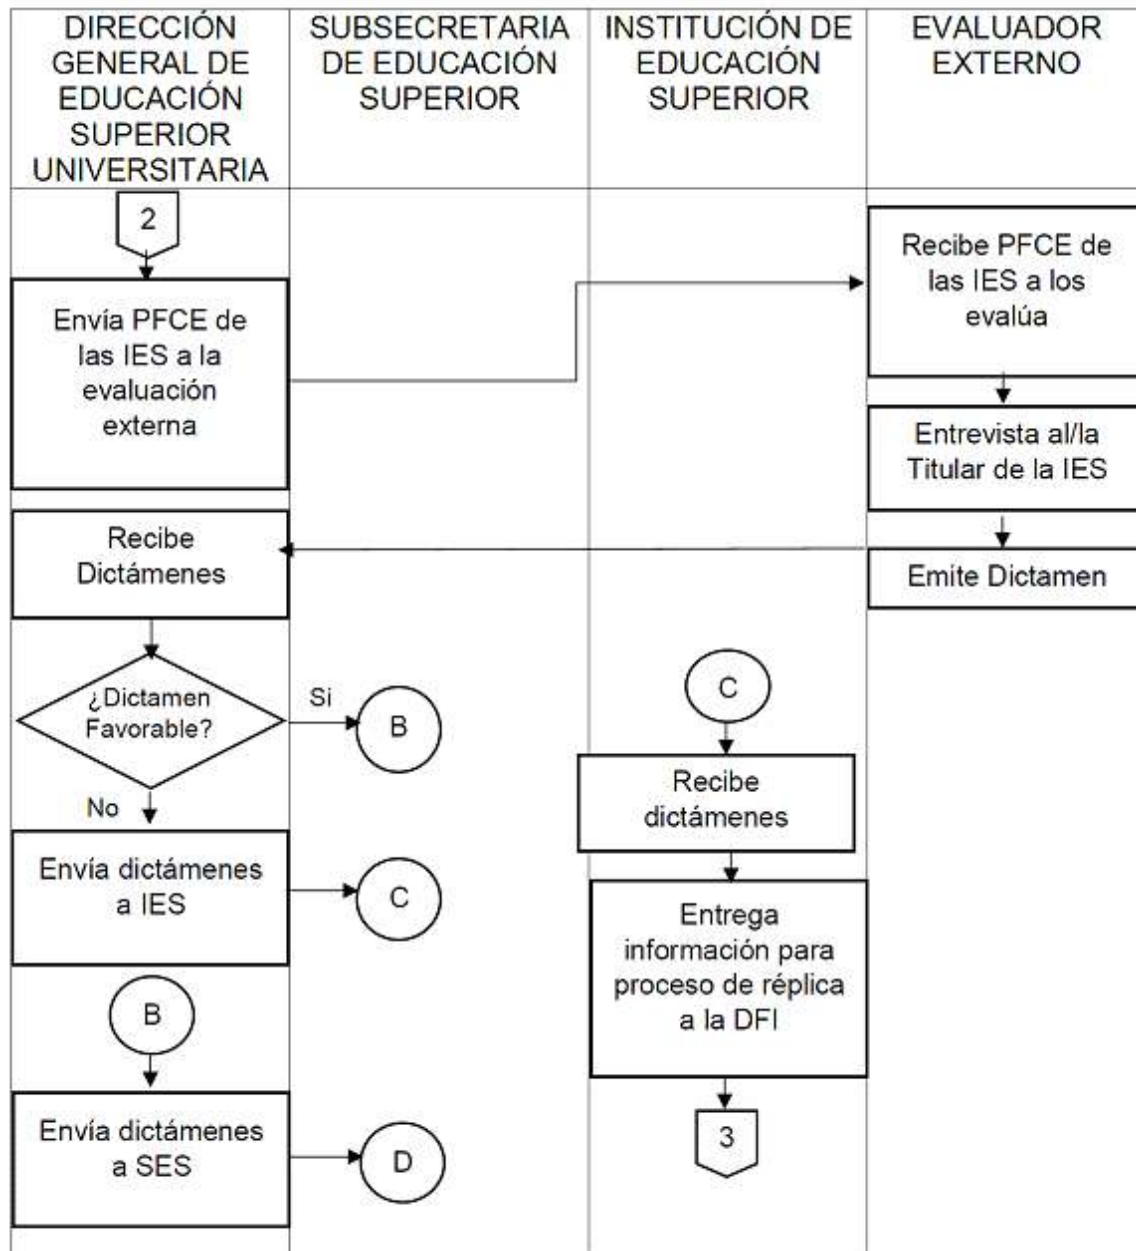 DIRECCIÓN
GENERAL DE
EDUCACIÓN
SUPERIOR
UNIVERSITARIA
SUBSECRETARIA
DE EDUCACIÓN
SUPERIOR
INSTITUCIÓN DE
EDUCACIÓN
SUPERIOR
EVALUADOR
EXTERNO
2
Envía PFCE de
las IES a la
evaluación
externa
Recibe PFCE de
las IES a los
evalúa
Entrevista al/la
Titular de la IES
Emite Dictamen
Recibe
Dictámenes
¿Dictamen
Favorable?
Si
B
No
Envía dictámenes
a IES
C
B
Envía dictámenes
a SES
D
C
Recibe
dictámenes
Entrega
información para
proceso de réplica
a la DFI
3